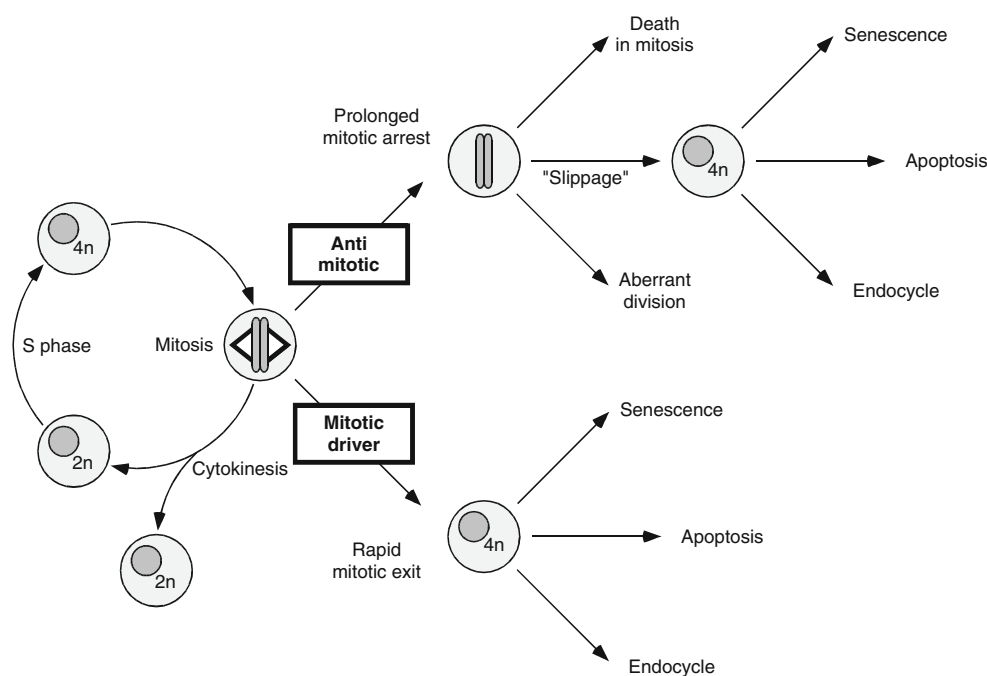 Death
in mitosis
Senescence
Prolonged
mitotic arrest
4n
Apoptosis
"Slippage"
4n
Anti
mitotic
Aberrant
division
Endocycle
S phase
Mitosis
Mitotic
driver
Senescence
2n
Cytokinesis
4n
Apoptosis
Rapid
mitotic exit
2n
Endocycle